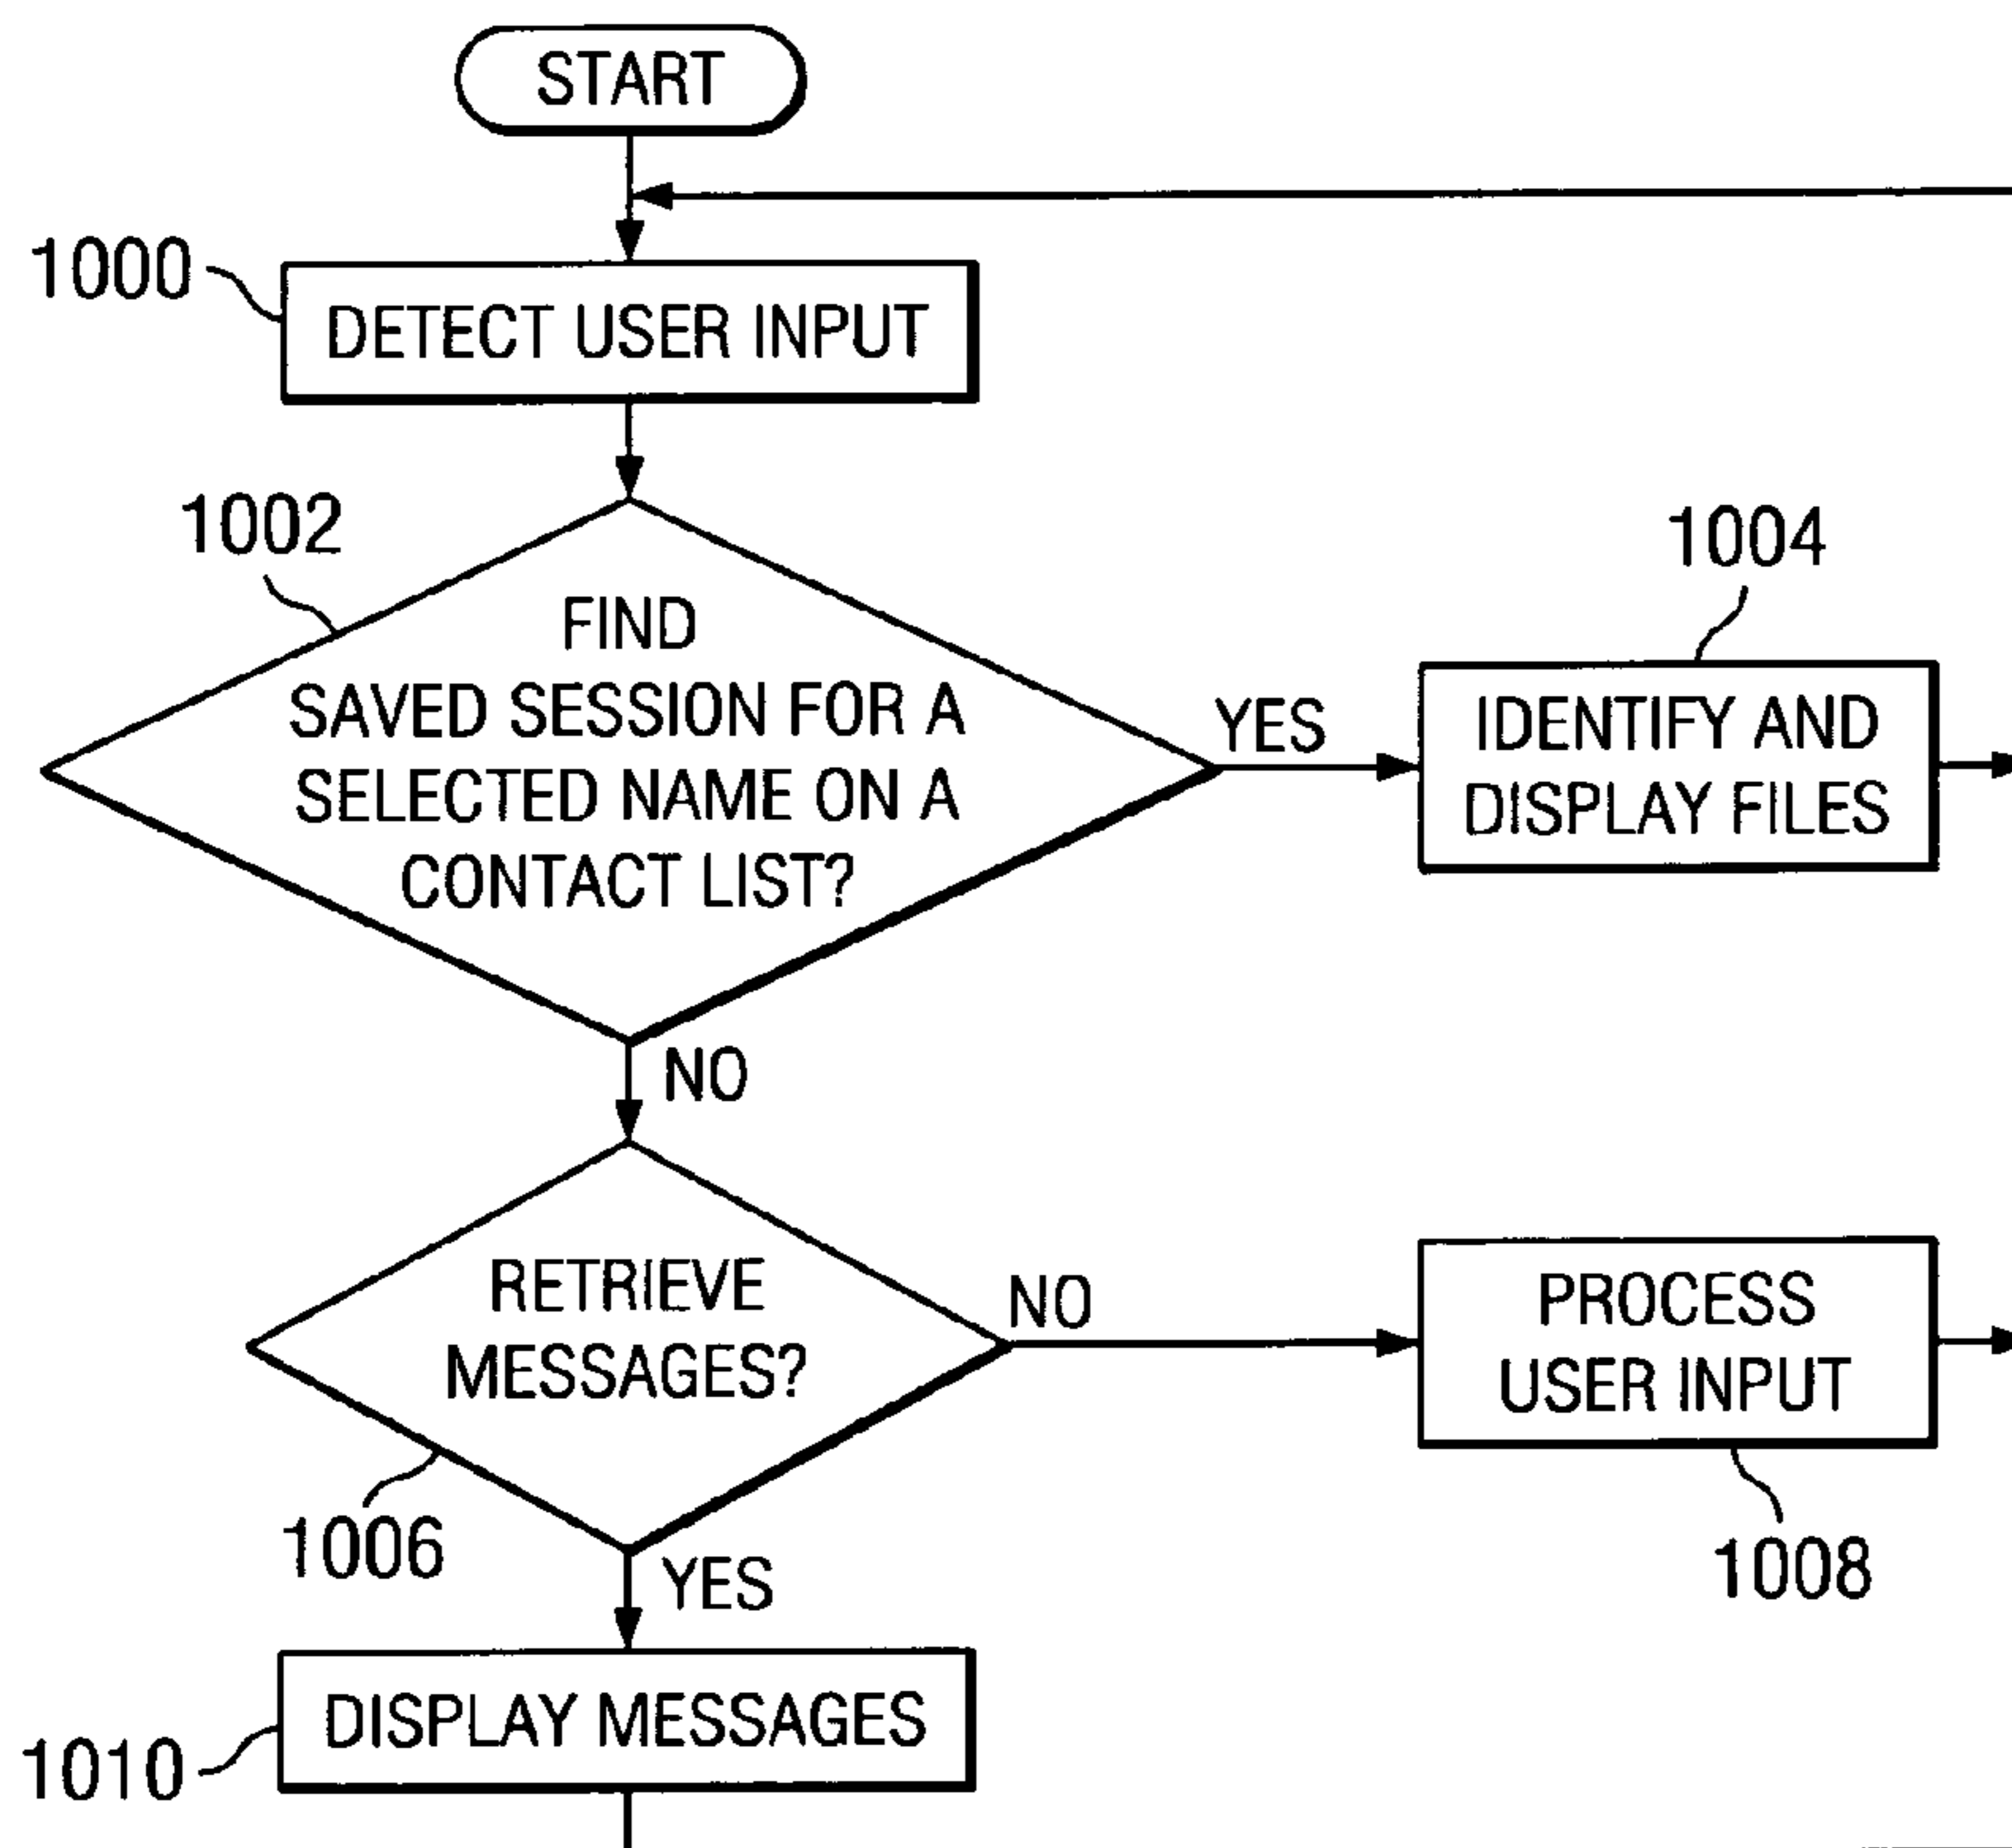 START
1000
DETECT USER INPUT
1002
FIND
SAVED SESSION FOR A
SELECTED NAME ON A
CONTACT LIST?
YES
1004
IDENTIFY AND
DISPLAY FILES
NO
RETRIEVE
MESSAGES?
1006
NO
PROCESS
USER INPUT
1008
YES
DISPLAY MESSAGES
1010